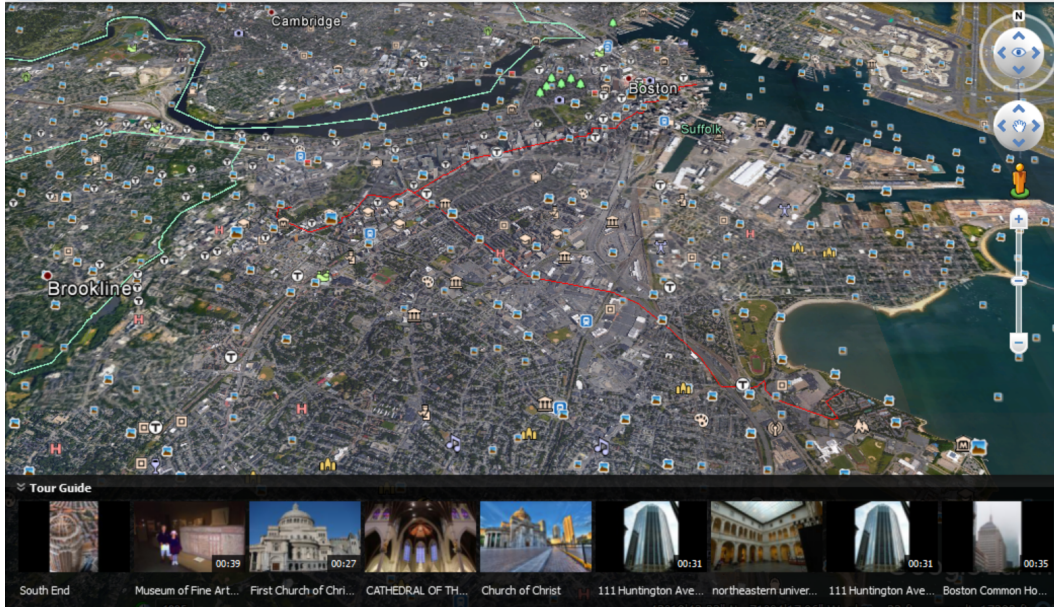 Cambridge
N
Boston
Suffolk
Brookline
Tour Guide
00:39
00:27
00:31
00:31
00:35
South End
Museum of Fine Art...
First Church of Chri...
CATHEDRAL OF TH...
Church of Christ
111 Huntington Ave...
northeastern univer...
111 Huntington Ave...
Boston Common Ho...